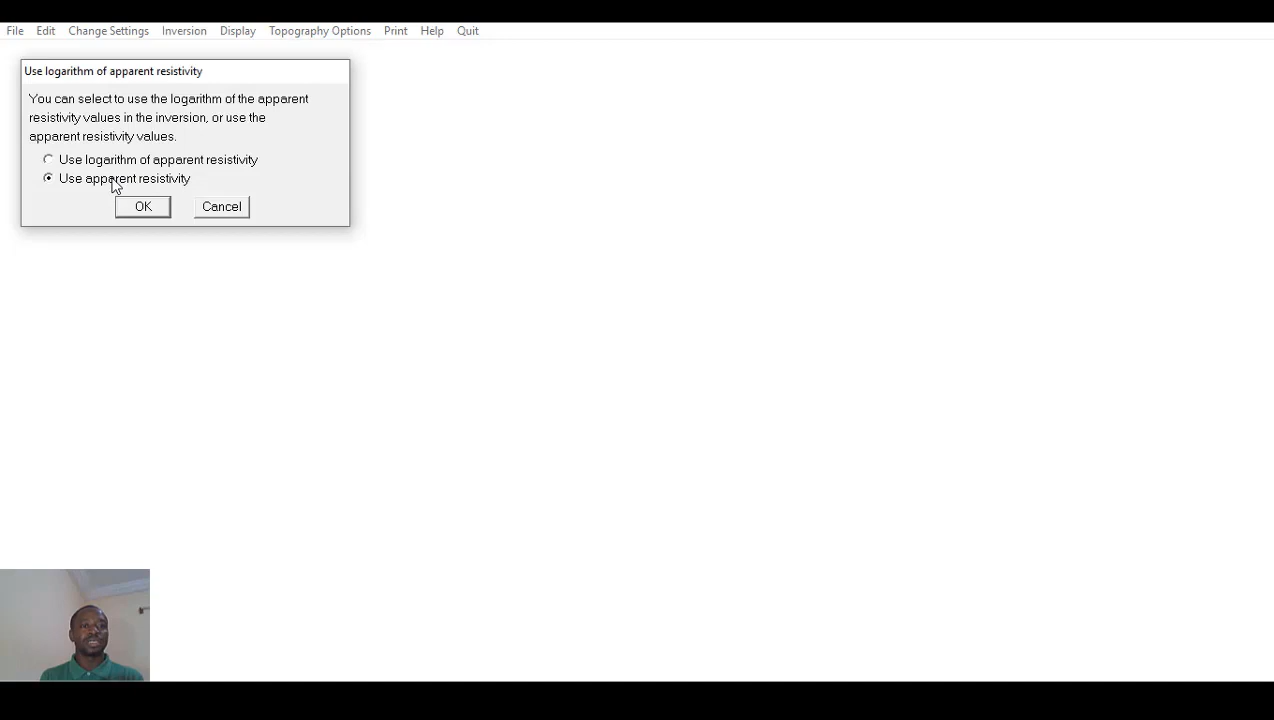 File Edit Change Settings Inversion Display Topography Options Print Help Quit
Use logarithm of apparent resistivity
You can select to use the logarithm of the apparent
resistivity values in the inversion, or use the
apparent resistivity values.
Use logarithm of apparent resistivity
Use apparent resistivity
OK Cancel